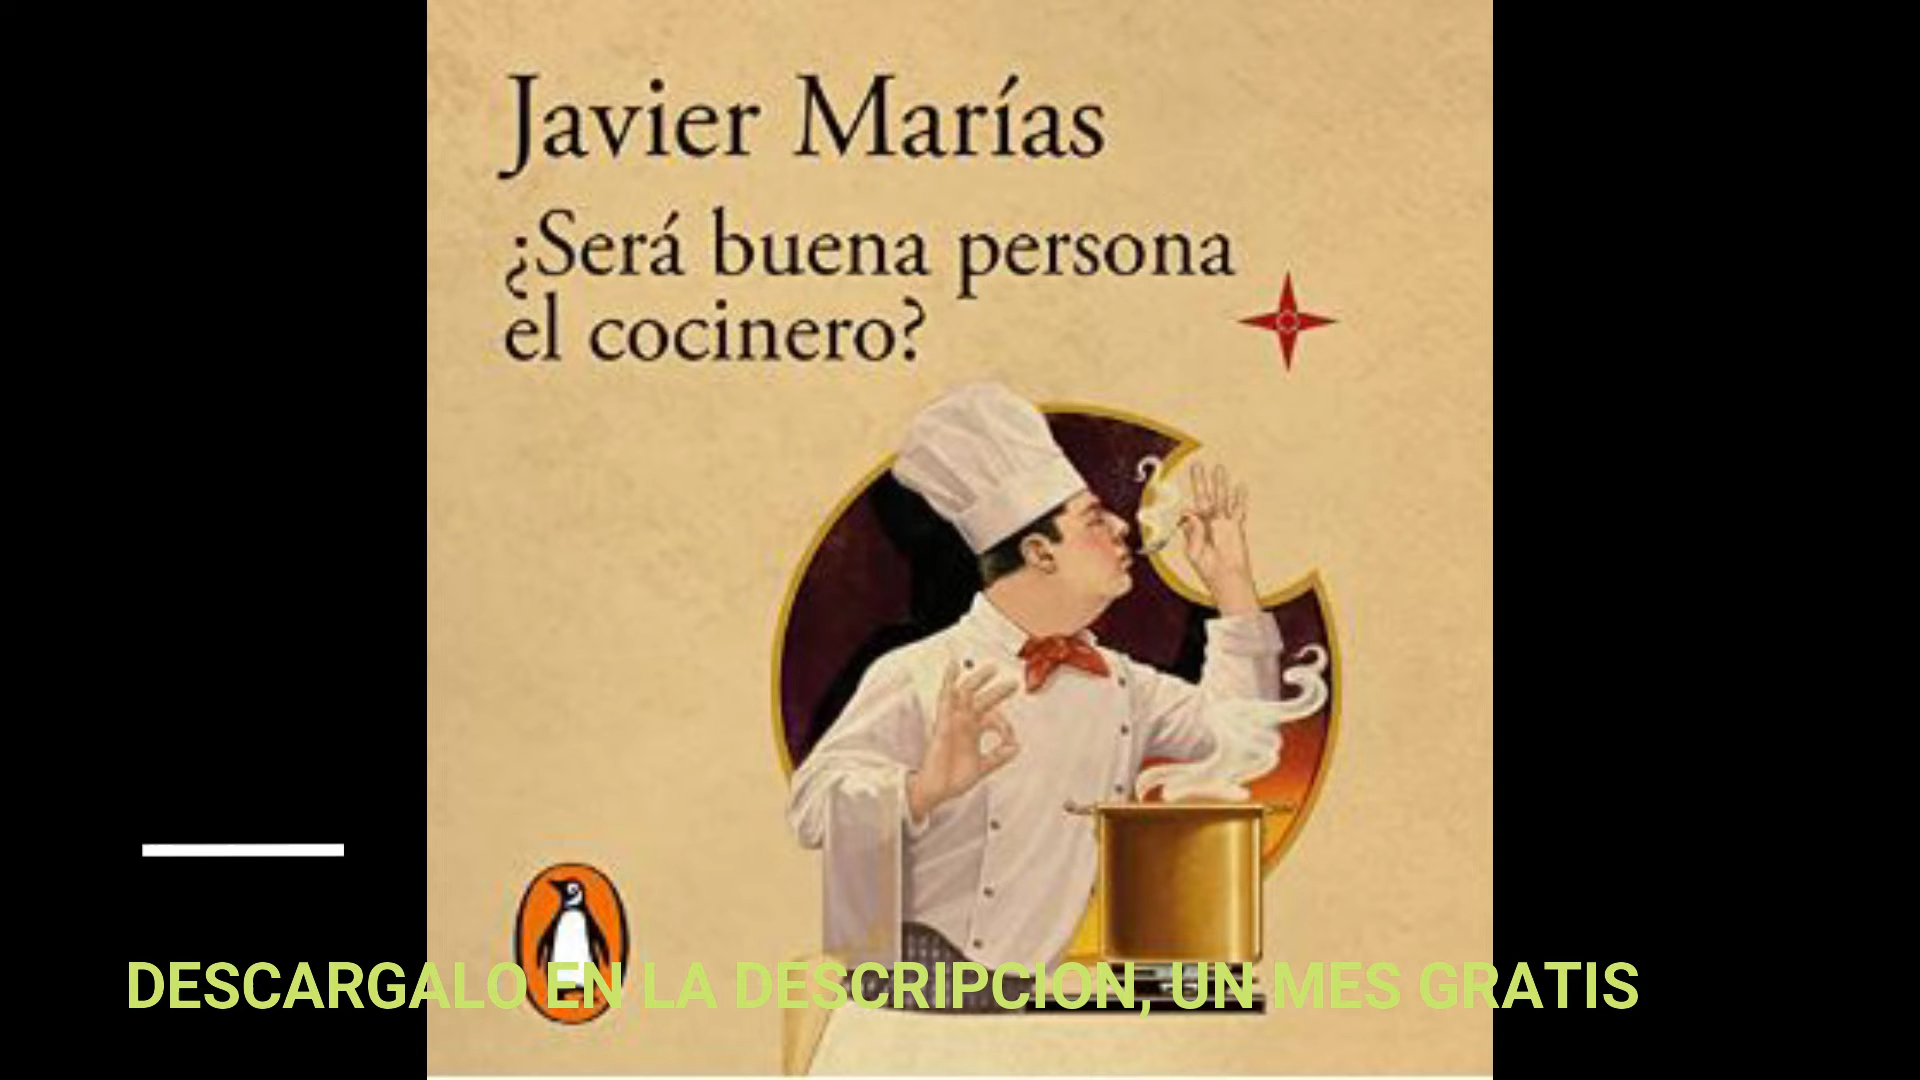 Javier Marías
¿Será buena persona
el cocinero?
DESCARGALO EN LA DESCRIPCION, UN MES GRATIS